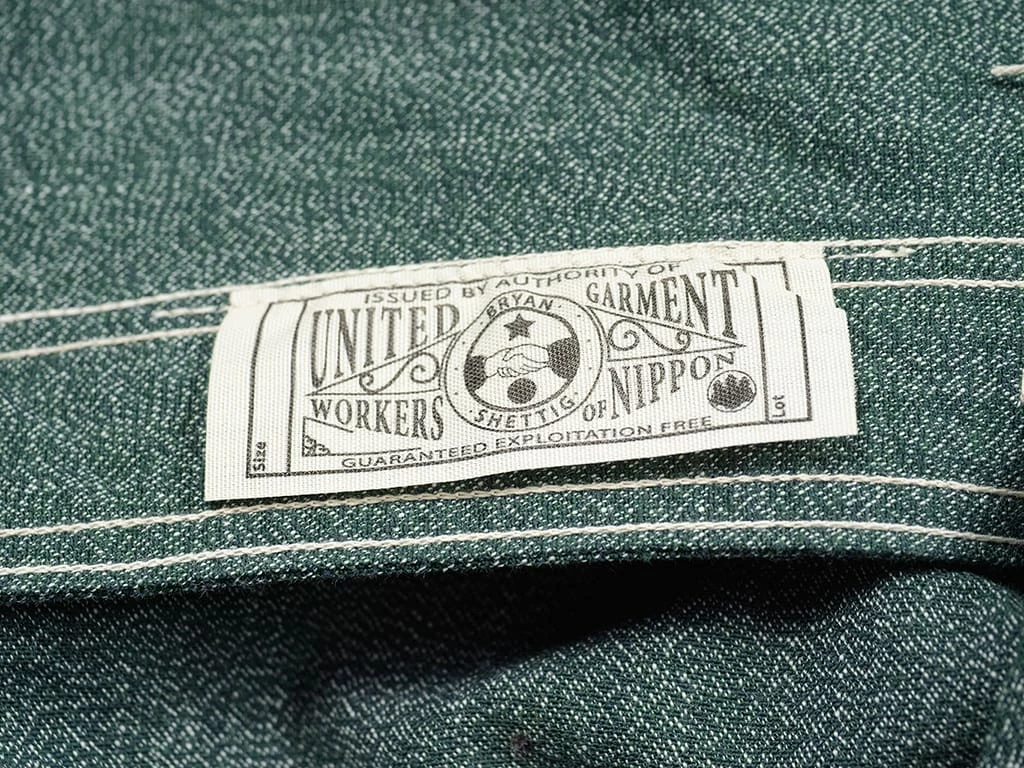 ISSUED BY AUTHORITY OF
UNITED GARMENT
WORKERS OF NIPPON
BRYAN
SHETTIG
GUARANTEED EXPLOITATION FREE
Size
Lot